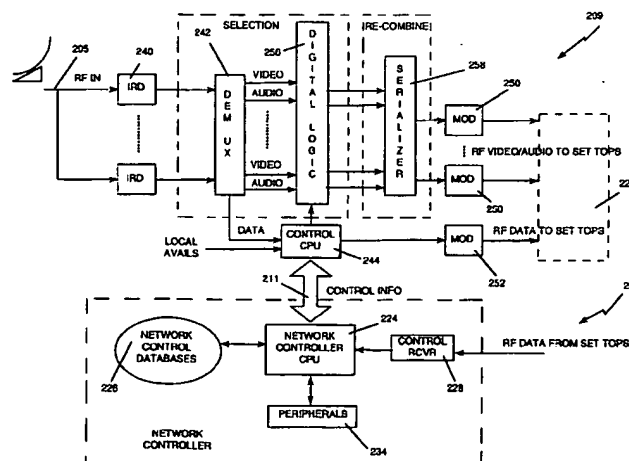 SELECTION
RE-COMBINE
209
205
240
242
256
258
RF IN
IRD
DEMUX
VIDEO
AUDIO
DIGITAL LOGIC
SERIALIZER
MOD
250
RF VIDEO/AUDIO TO SET TOPS
IRD
VIDEO
AUDIO
MOD
250
DATA
LOCAL AVAILS
CONTROL
CPU
244
MOD
252
RF DATA TO SET TOPS
211
CONTROL INFO
NETWORK
CONTROL
DATABASES
226
224
NETWORK
CONTROLLER
CPU
CONTROL
RCVR
228
RF DATA FROM SET TOPS
PERIPHERALS
234
NETWORK
CONTROLLER